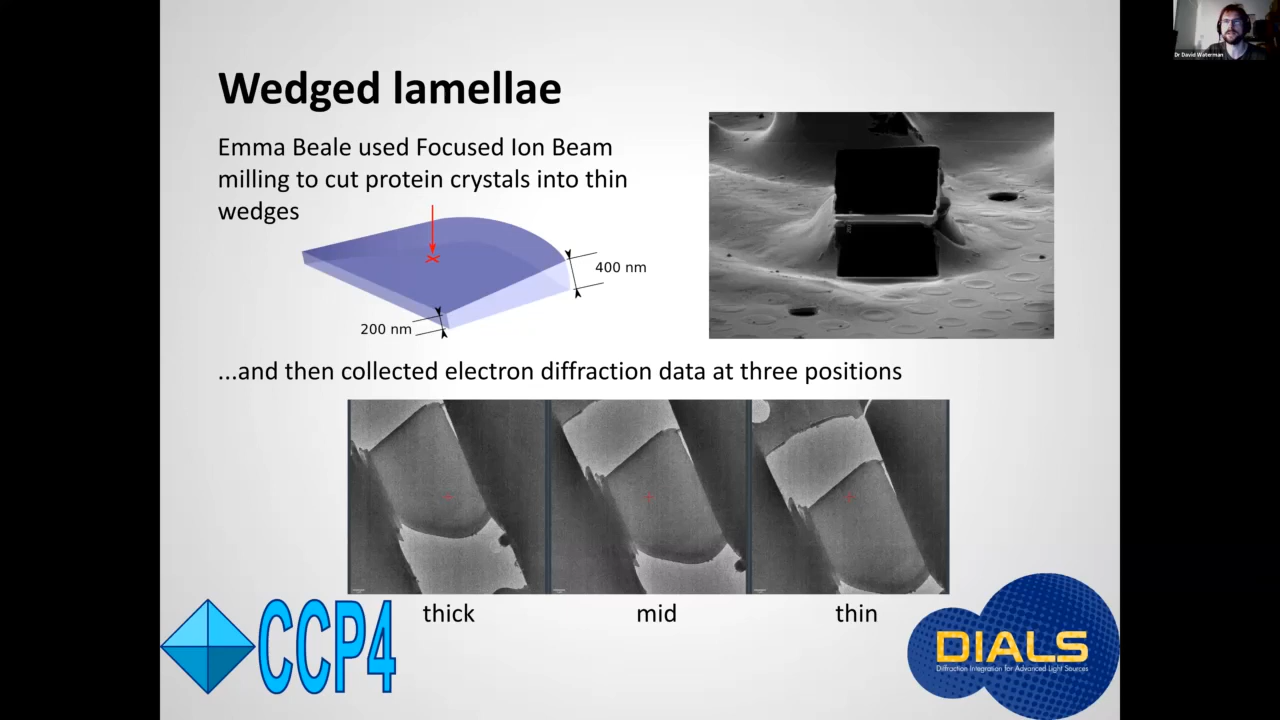 Dr David Waterman
Wedged lamellae
Emma Beale used Focused Ion Beam
milling to cut protein crystals into thin
wedges
400 nm
200 nm
...and then collected electron diffraction data at three positions
thick
mid
thin
CCP4
DIALS
Diffraction Integration for Advanced Light Sources